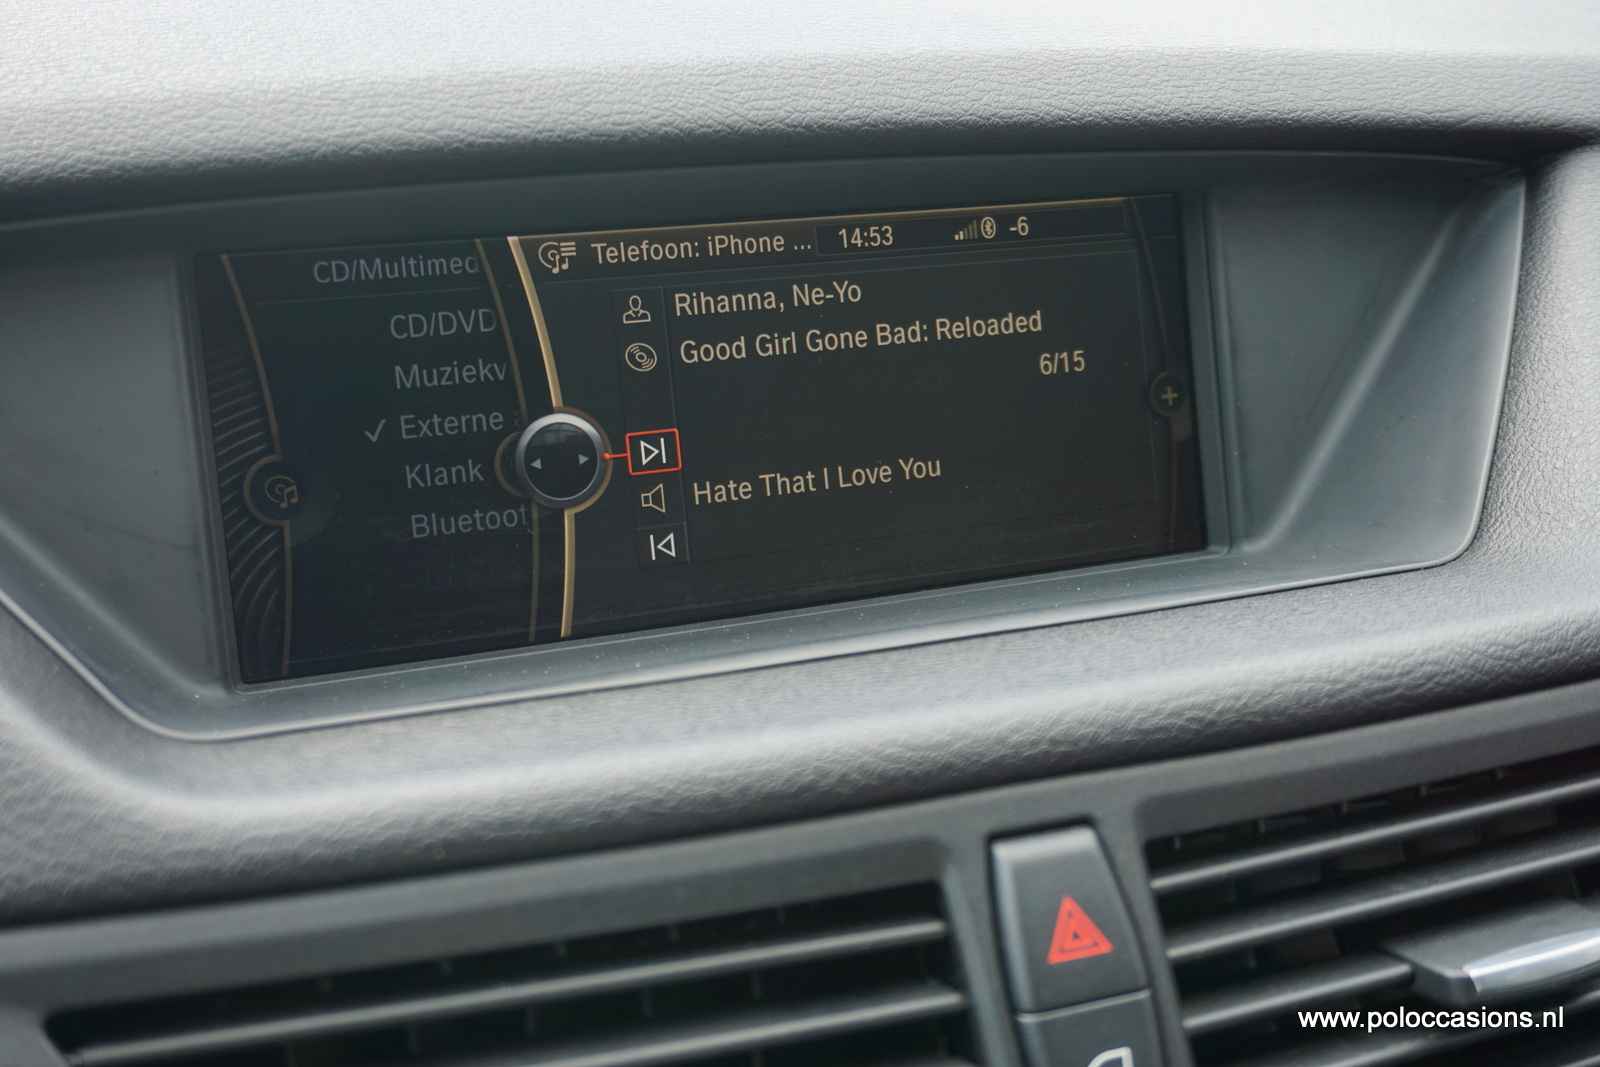 CD/Multimed
CD/DVD
Muziekv
Externe
Klank
Bluetoot
Telefoon: iPhone ...
14:53
-6
Rihanna, Ne-Yo
Good Girl Gone Bad: Reloaded
6/15
Hate That I Love You
www.poloccasions.nl